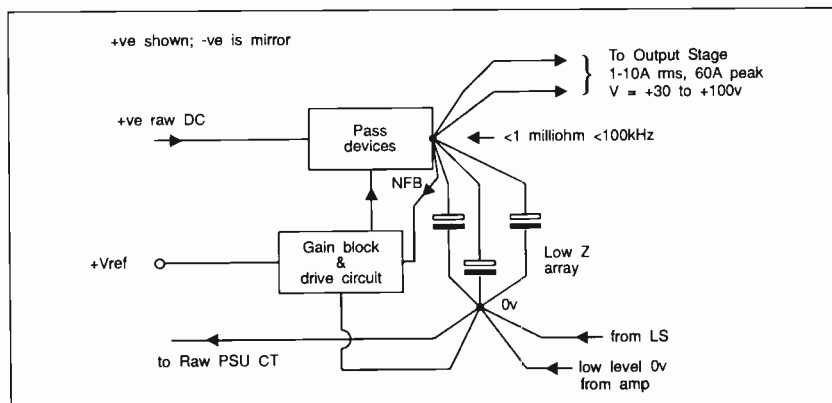 +ve shown; -ve is mirror
To Output Stage
1-10A rms, 60A peak
V = +30 to +100v
+ve raw DC
Pass
devices
<1 milliohm <100kHz
NFB
Gain block
&
drive circuit
+Vref
Low Z
array
0v
to Raw PSU CT
from LS
low level 0v
from amp